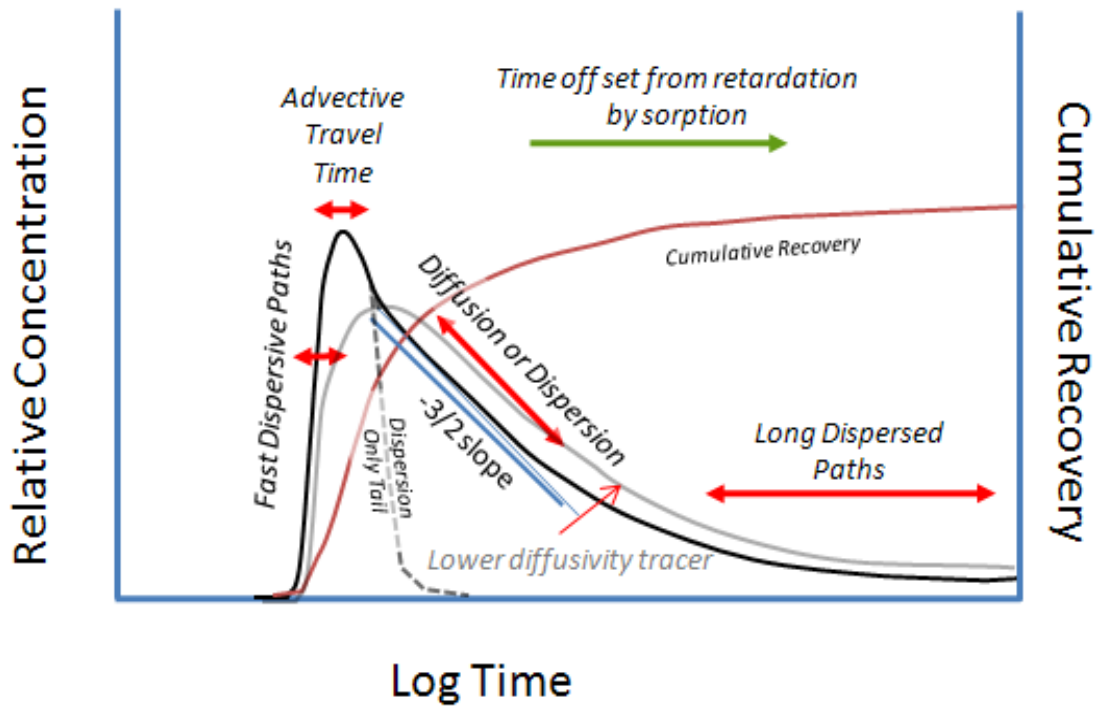 Relative Concentration
Cumulative Recovery
Advective
Travel
Time
Time off set from retardation
by sorption
Cumulative Recovery
Fast Dispersive Paths
Diffusion or Dispersion
-3/2 slope
Dispersion
Only Tail
Long Dispersed
Paths
Lower diffusivity tracer
Log Time